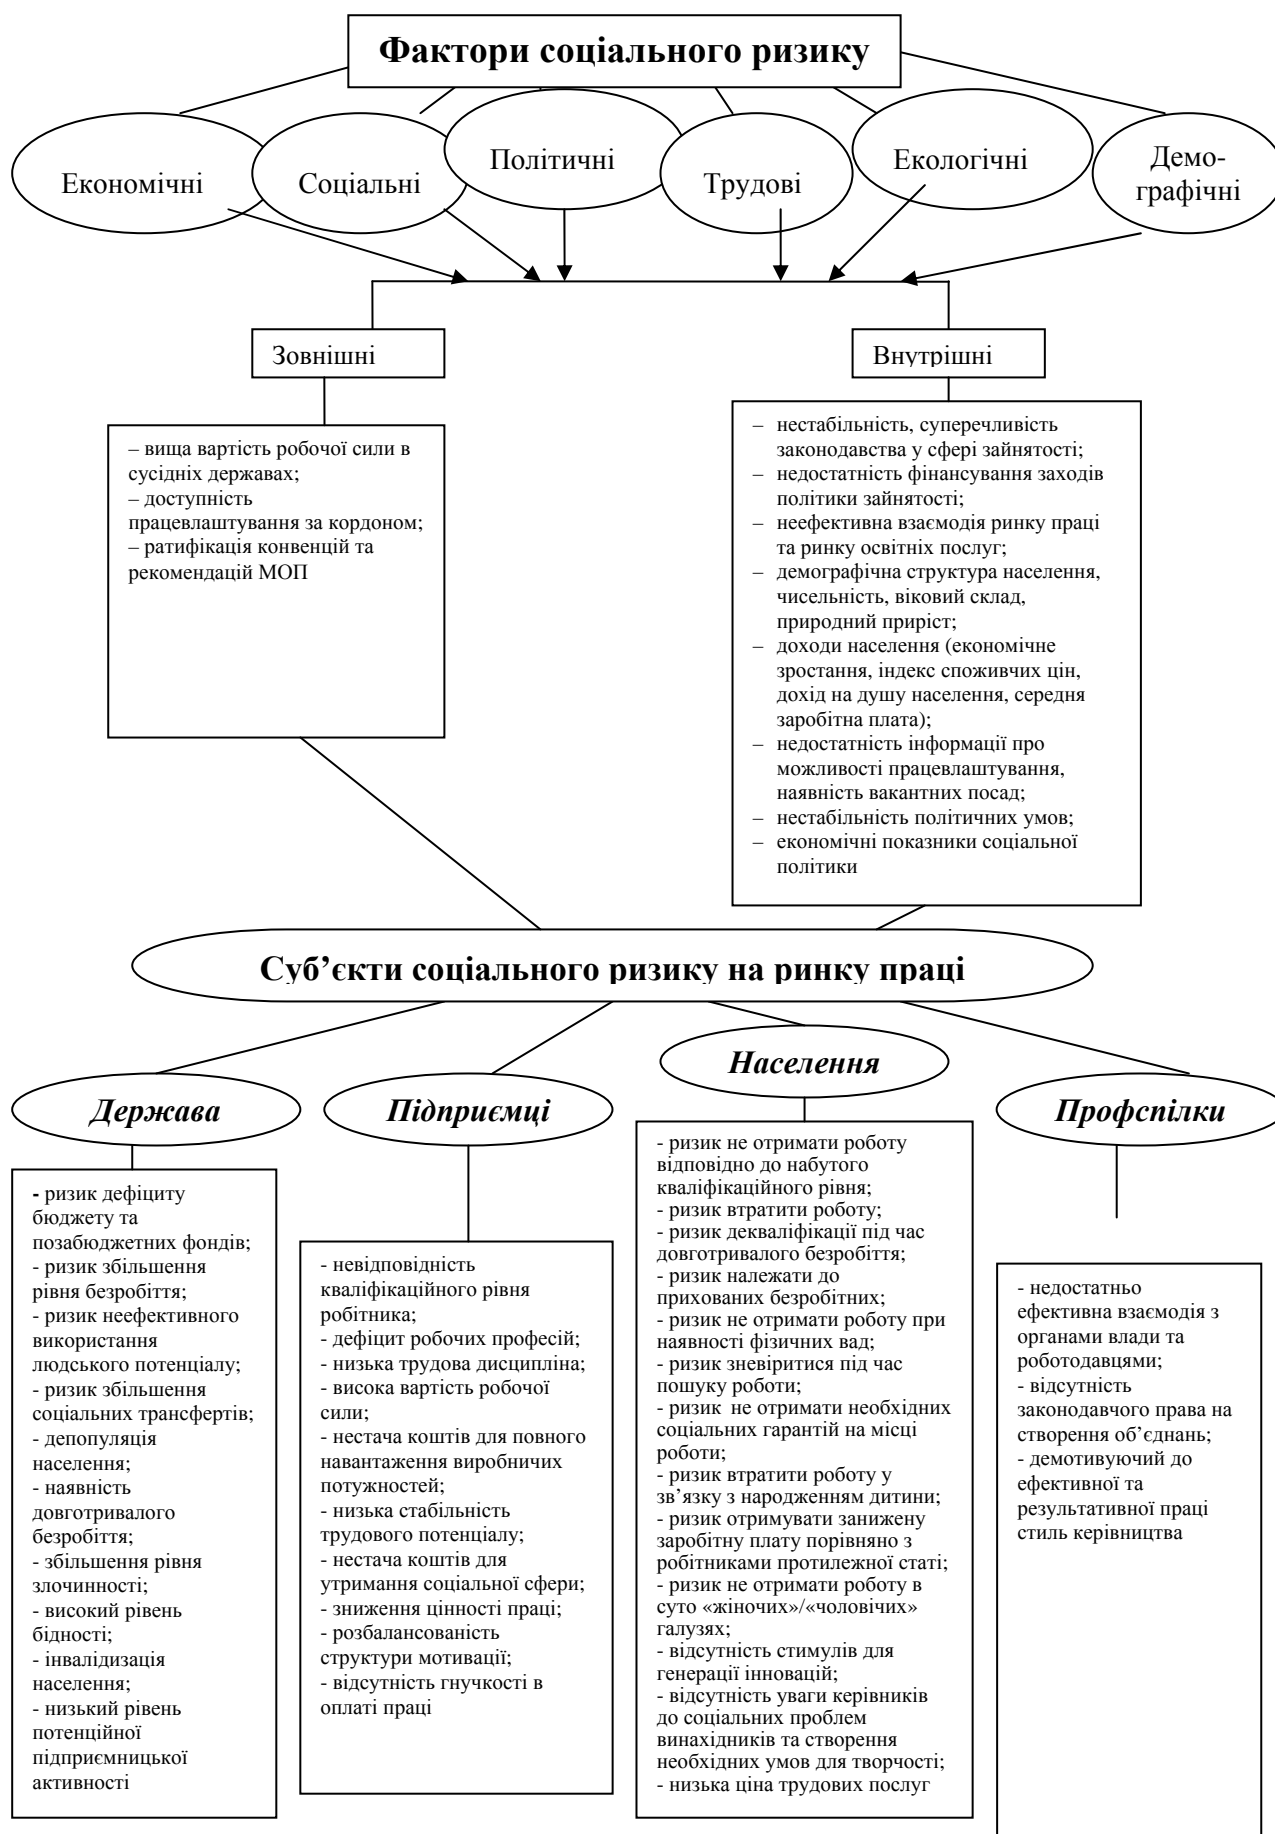 Фактори соціального ризику
Економічні
Соціальні
Політичні
Трудові
Екологічні
Демо-
графічні
Зовнішні
Внутрішні
– вища вартість робочої сили в
сусідніх державах;
– доступність
працевлаштування за кордоном;
– ратифікація конвенцій та
рекомендацій МОП
– нестабільність, суперечливість
законодавства у сфері зайнятості;
– недостатність фінансування заходів
політики зайнятості;
– неефективна взаємодія ринку праці
та ринку освітніх послуг;
– демографічна структура населення,
чисельність, віковий склад,
природний приріст;
– доходи населення (економічне
зростання, індекс споживчих цін,
дохід на душу населення, середня
заробітна плата);
– недостатність інформації про
можливості працевлаштування,
наявність вакантних посад;
– нестабільність політичних умов;
– економічні показники соціальної
політики
Суб’єкти соціального ризику на ринку праці
Держава
Підприємці
Населення
Профспілки
- ризик дефіциту
бюджету та
позабюджетних фондів;
- ризик збільшення
рівня безробіття;
- ризик неефективного
використання
людського потенціалу;
- ризик збільшення
соціальних трансфертів;
- депопуляція
населення;
- наявність
довготривалого
безробіття;
- збільшення рівня
злочинності;
- високий рівень
бідності;
- інвалідизація
населення;
- низький рівень
потенційної
підприємницької
активності
- невідповідність
кваліфікаційного рівня
робітника;
- дефіцит робочих професій;
- низька трудова дисципліна;
- висока вартість робочої
сили;
- нестача коштів для повного
навантаження виробничих
потужностей;
- низька стабільність
трудового потенціалу;
- нестача коштів для
утримання соціальної сфери;
- зниження цінності праці;
- розбалансованість
структури мотивації;
- відсутність гнучкості в
оплаті праці
- ризик не отримати роботу
відповідно до набутого
кваліфікаційного рівня;
- ризик втратити роботу;
- ризик декваліфікації під час
довготривалого безробіття;
- ризик належати до
прихованих безробітних;
- ризик не отримати роботу при
наявності фізичних вад;
- ризик зневіритися під час
пошуку роботи;
- ризик не отримати необхідних
соціальних гарантій на місці
роботи;
- ризик втратити роботу у
зв’язку з народженням дитини;
- ризик отримувати занижену
заробітну плату порівняно з
робітниками протилежної статі;
- ризик не отримати роботу в
суто «жіночих»/«чоловічих»
галузях;
- відсутність стимулів для
генерації інновацій;
- відсутність уваги керівників
до соціальних проблем
винахідників та створення
необхідних умов для творчості;
- низька ціна трудових послуг
- недостатньо
ефективна взаємодія з
органами влади та
роботодавцями;
- відсутність
законодавчого права на
створення об’єднань;
- демотивуючий до
ефективної та
результативної праці
стиль керівництва